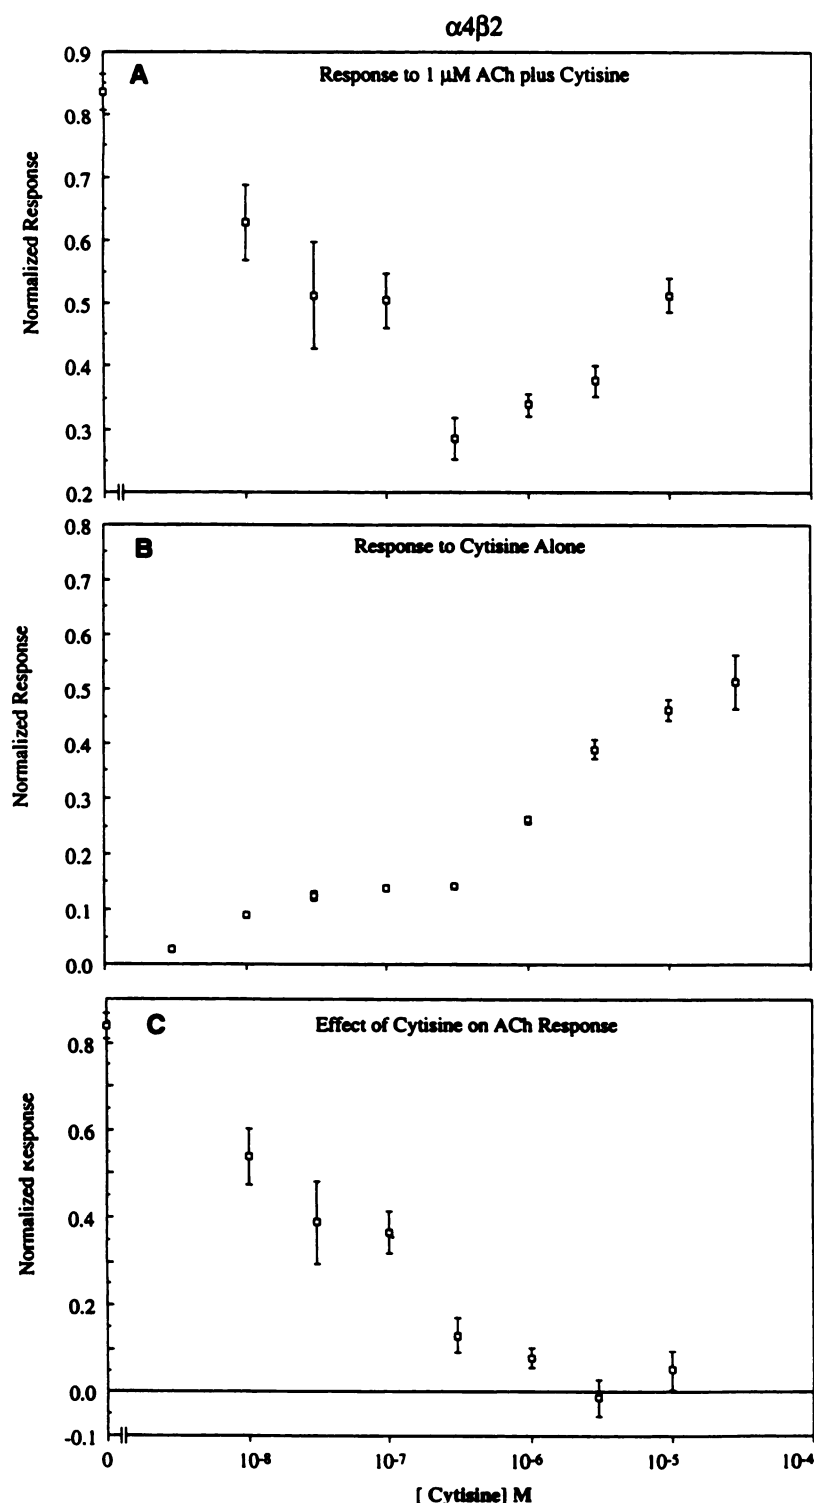 α4β2
A
Response to 1 μM ACh plus Cytisine
Normalized Response
0.9
0.8
0.7
0.6
0.5
0.4
0.3
0.2
B
Response to Cytisine Alone
Normalized Response
0.8
0.7
0.6
0.5
0.4
0.3
0.2
0.1
0.0
C
Effect of Cytisine on ACh Response
Normalized Response
0.8
0.6
0.4
0.2
0.0
-0.1
0 10⁻⁸ 10⁻⁷ 10⁻⁶ 10⁻⁵ 10⁻⁴
[ Cytisine] M